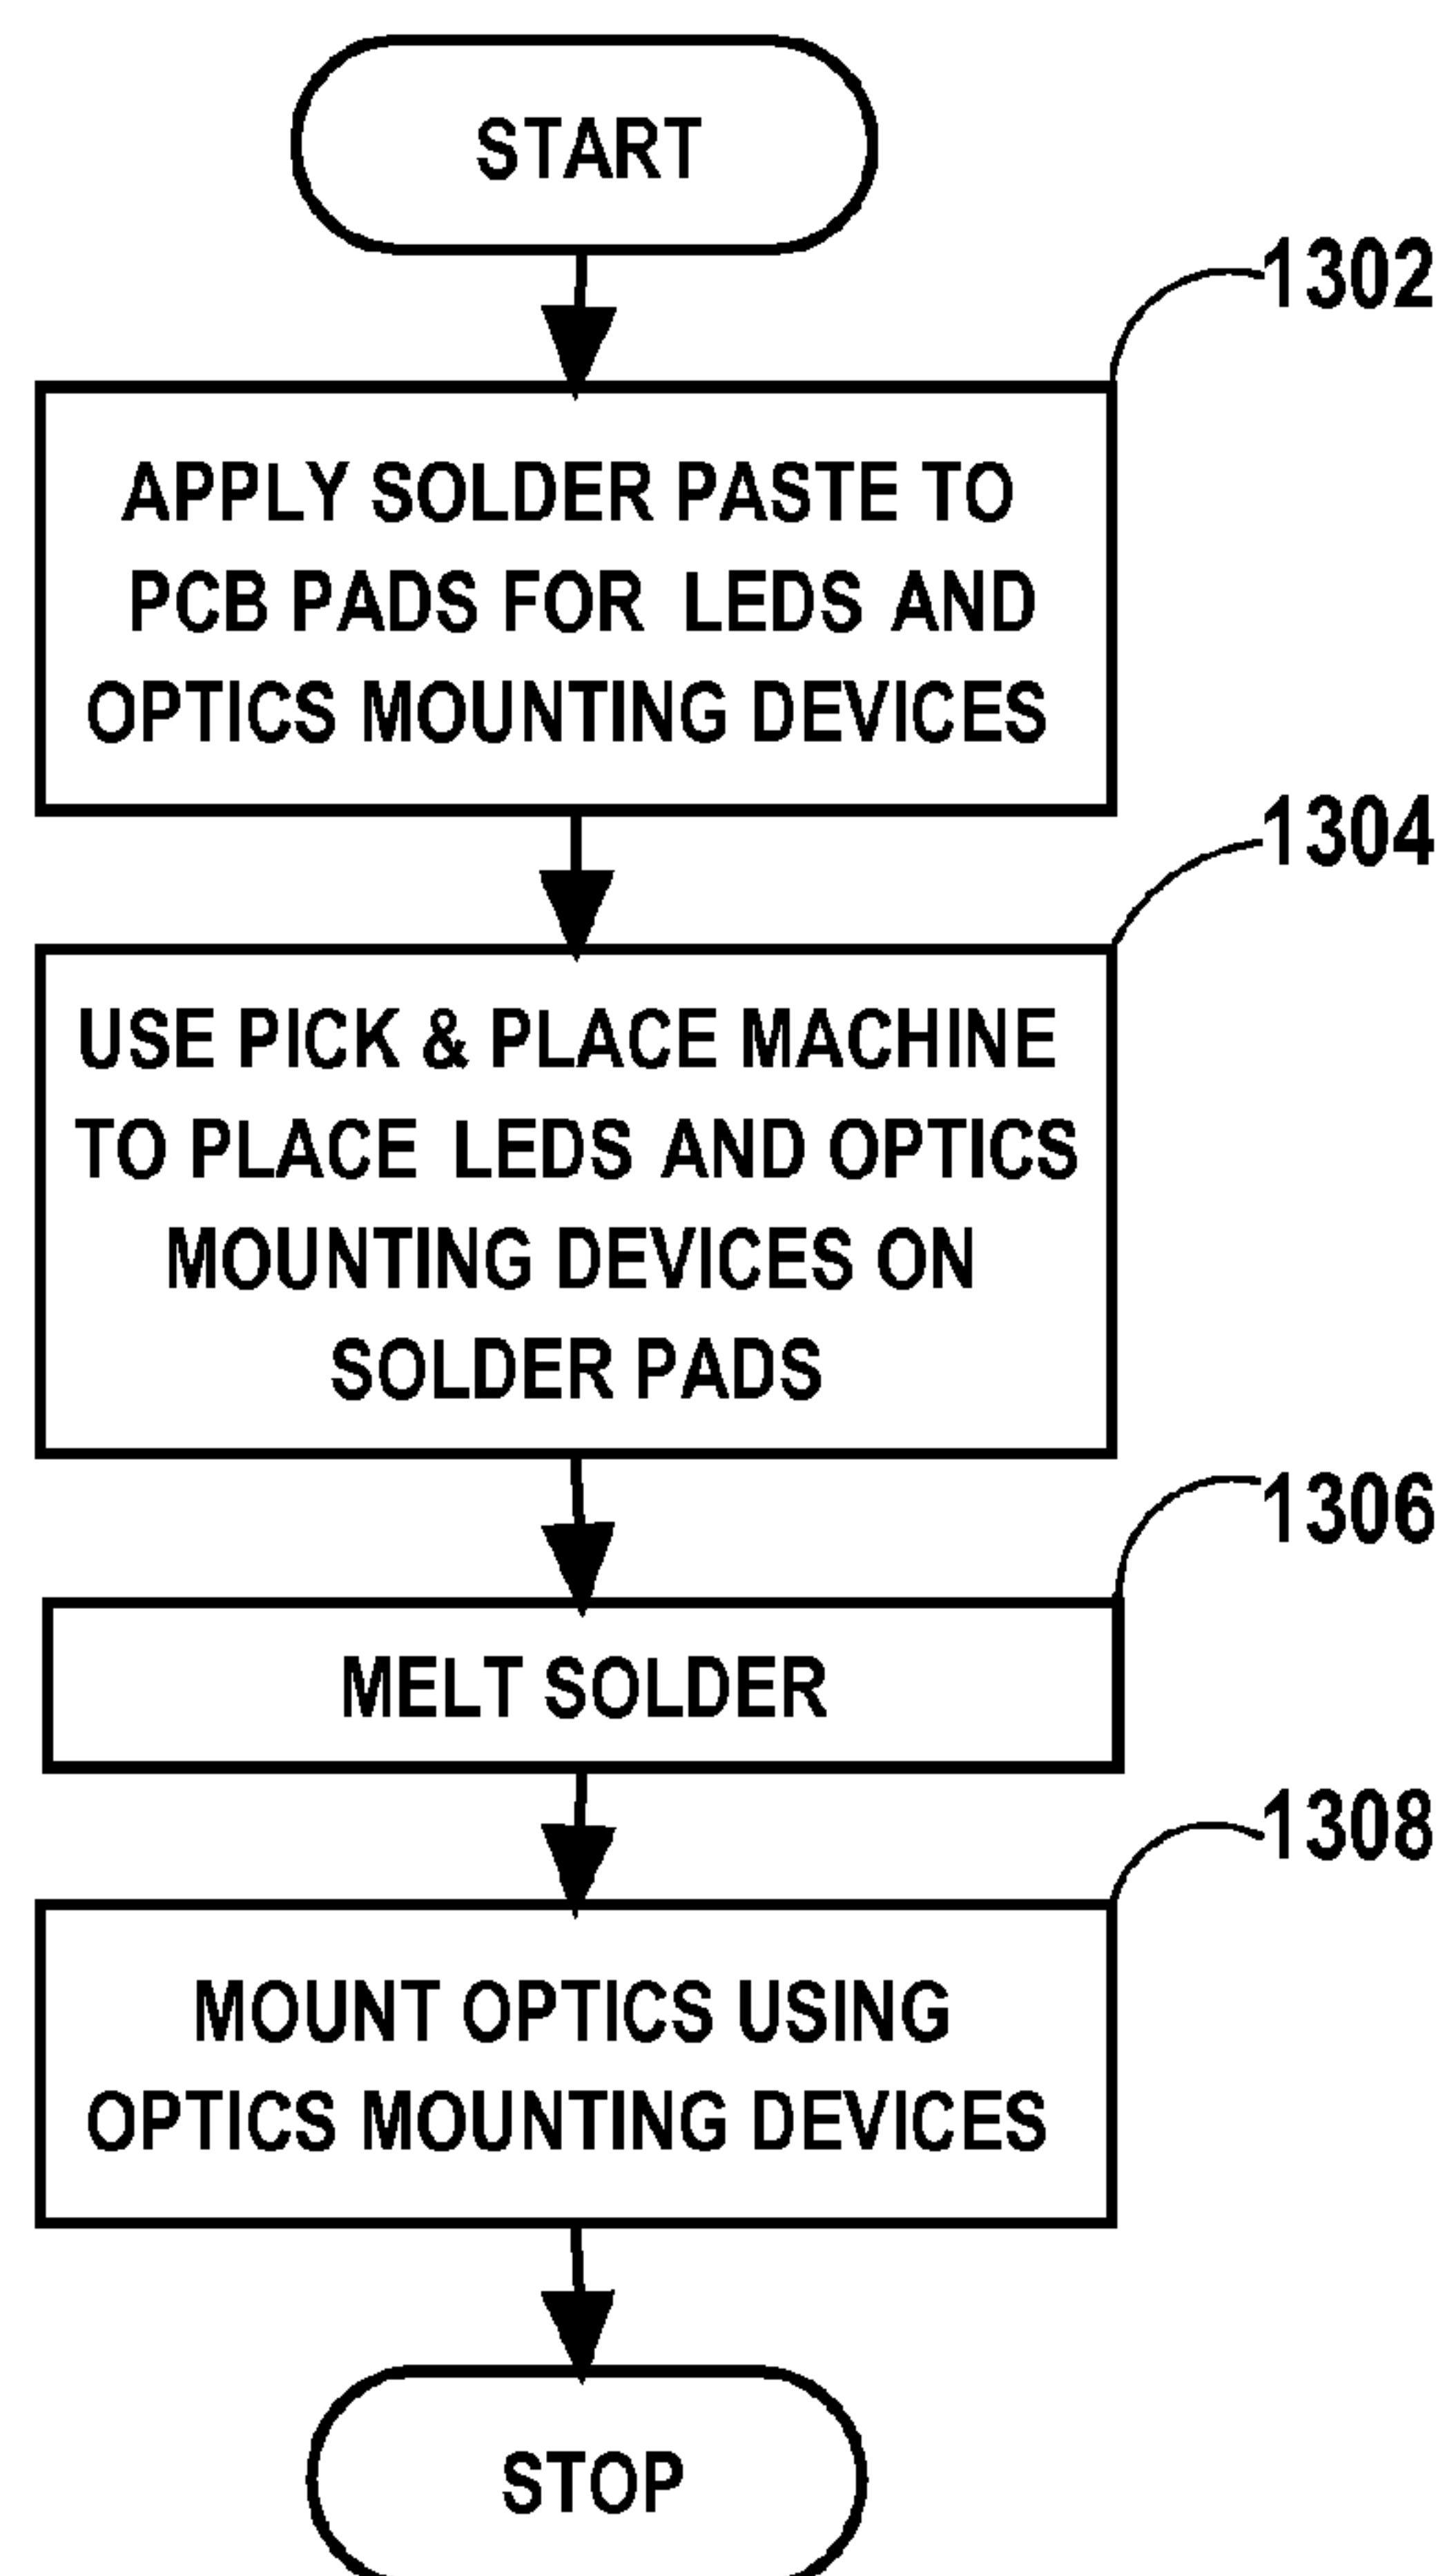 START
1302
APPLY SOLDER PASTE TO
PCB PADS FOR LEDS AND
OPTICS MOUNTING DEVICES
1304
USE PICK & PLACE MACHINE
TO PLACE LEDS AND OPTICS
MOUNTING DEVICES ON
SOLDER PADS
1306
MELT SOLDER
1308
MOUNT OPTICS USING
OPTICS MOUNTING DEVICES
STOP